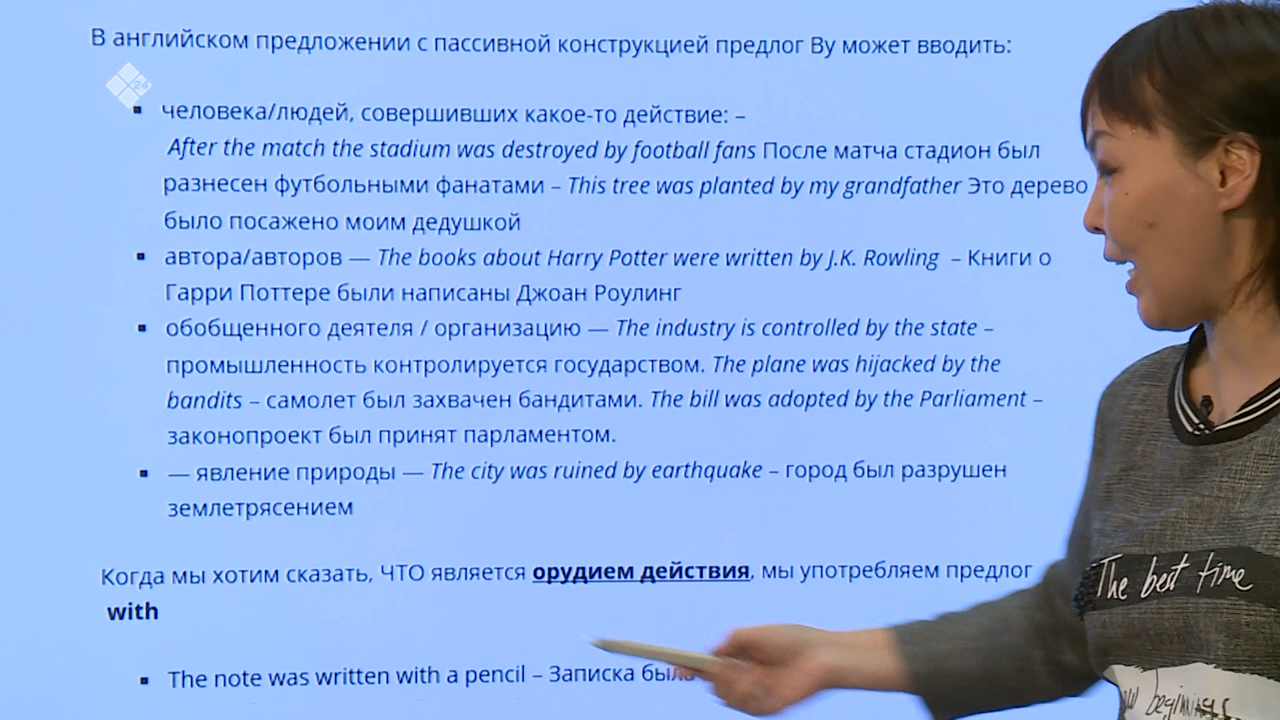 В английском предложении с пассивной конструкцией предлог By может вводить:
24
▪ человека/людей, совершивших какое-то действие: –
After the match the stadium was destroyed by football fans После матча стадион был
разнесен футбольными фанатами – This tree was planted by my grandfather Это дерево
было посажено моим дедушкой
▪ автора/авторов — The books about Harry Potter were written by J.K. Rowling – Книги о
Гарри Поттере были написаны Джоан Роулинг
▪ обобщенного деятеля / организацию — The industry is controlled by the state –
промышленность контролируется государством. The plane was hijacked by the
bandits – самолет был захвачен бандитами. The bill was adopted by the Parliament –
законопроект был принят парламентом.
▪ — явление природы — The city was ruined by earthquake – город был разрушен
землетрясением
Когда мы хотим сказать, ЧТО является орудием действия, мы употребляем предлог
with
▪ The note was written with a pencil – Записка была
The best time
beginnings